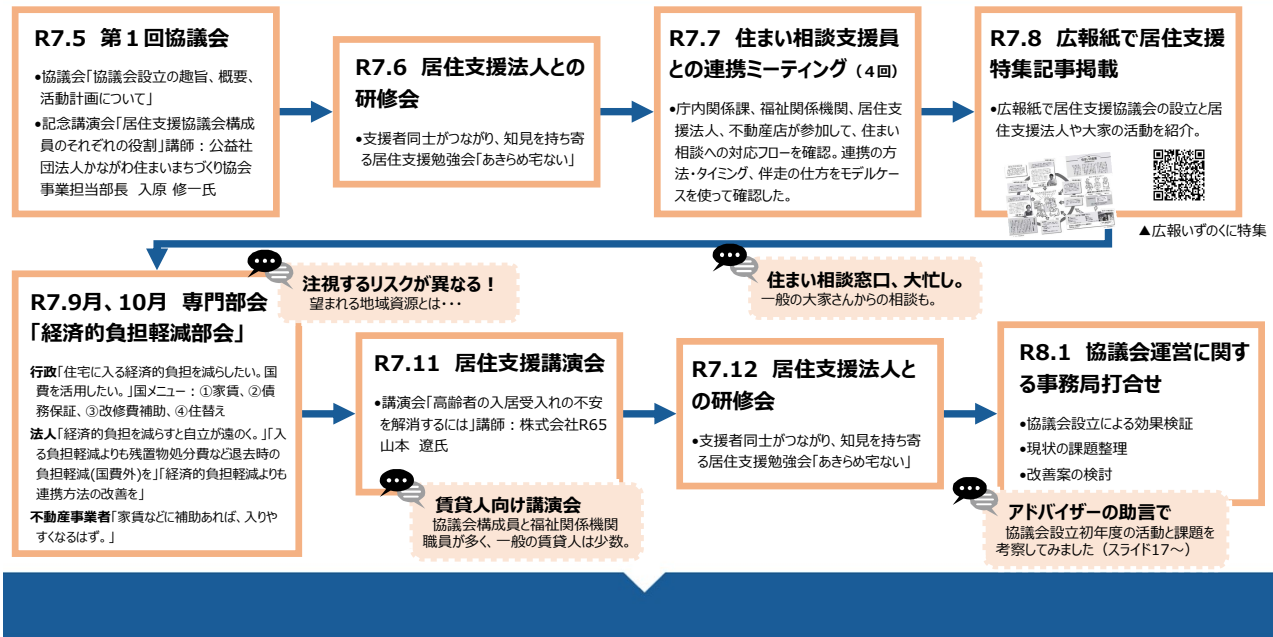 R7.5 第1回協議会
•協議会「協議会設立の趣旨、概要、
活動計画について」
•記念講演会「居住支援協議会構成
員のそれぞれの役割」講師:公益社
団法人かながわ住まいまちづくり協会
事業担当部長 入原 修一氏
R7.6 居住支援法人との
研修会
•支援者同士がつながり、知見を持ち寄
る居住支援勉強会「あきらめ宅ない」
R7.7 住まい相談支援員
との連携ミーティング(4回)
•庁内関係課、福祉関係機関、居住支
援法人、不動産店が参加して、住まい
相談への対応フローを確認。連携の方
法・タイミング、伴走の仕方をモデルケー
スを使って確認した。
R7.8 広報紙で居住支援
特集記事掲載
•広報紙で居住支援協議会の設立と居
住支援法人や大家の活動を紹介。
▲広報いずのくに特集
注視するリスクが異なる!
望まれる地域資源とは・・・
住まい相談窓口、大忙し。
一般の大家さんからの相談も。
R7.9月、10月 専門部会
「経済的負担軽減部会」
行政「住宅に入る経済的負担を減らしたい。国
費を活用したい。」国メニュー:①家賃、②債
務保証、③改修費補助、④住替え
法人「経済的負担を減らすと自立が遠のく。」「入
る負担軽減よりも残置物処分費など退去時の
負担軽減(国費外)を」「経済的負担軽減よりも
連携方法の改善を」
不動産事業者「家賃などに補助あれば、入りや
すくなるはず。」
R7.11 居住支援講演会
•講演会「高齢者の入居受入れの不安
を解消するには」講師:株式会社R65
山本 遼氏
賃貸人向け講演会
協議会構成員と福祉関係機関
職員が多く、一般の賃貸人は少数。
R7.12 居住支援法人と
の研修会
•支援者同士がつながり、知見を持ち寄
る居住支援勉強会「あきらめ宅ない」
R8.1 協議会運営に関す
る事務局打合せ
•協議会設立による効果検証
•現状の課題整理
•改善案の検討
アドバイザーの助言で
協議会設立初年度の活動と課題を
考察してみました(スライド17~)